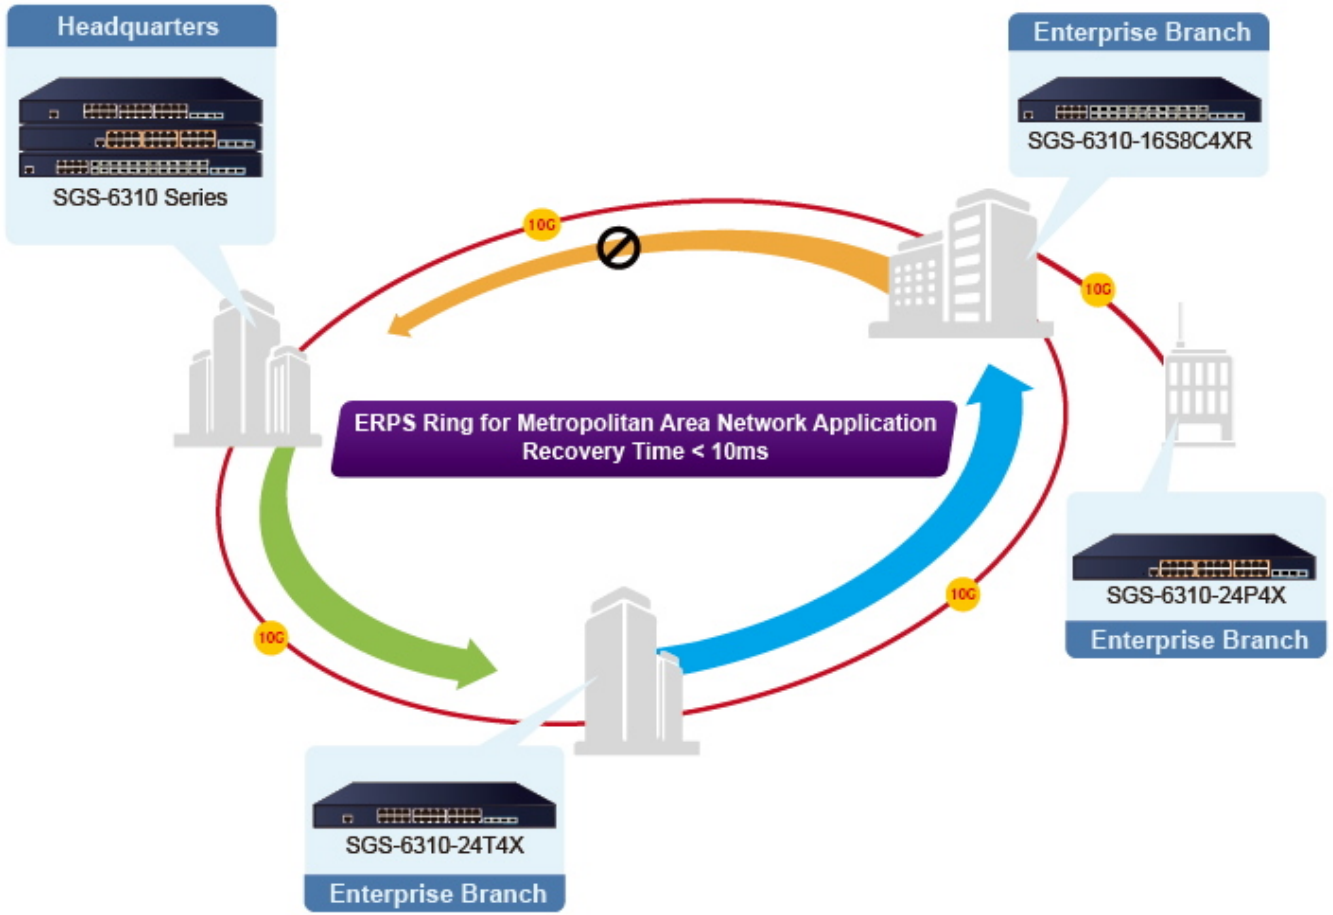 Headquarters
SGS-6310 Series
Enterprise Branch
SGS-6310-16S8C4XR
10G
10G
ERPS Ring for Metropolitan Area Network Application
Recovery Time < 10ms
SGS-6310-24P4X
Enterprise Branch
10G
10G
SGS-6310-24T4X
Enterprise Branch